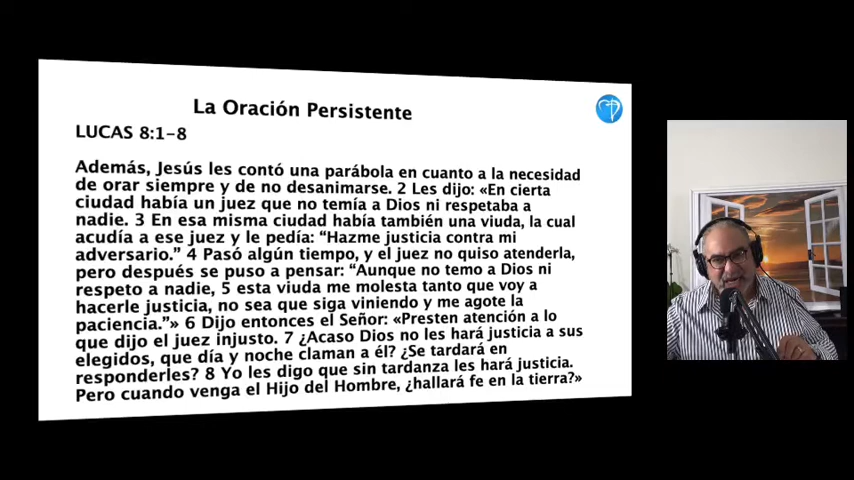 La Oración Persistente
LUCAS 8:1-8
Además, Jesús les contó una parábola en cuanto a la necesidad
de orar siempre y de no desanimarse. 2 Les dijo: «En cierta
ciudad había un juez que no temía a Dios ni respetaba a
nadie. 3 En esa misma ciudad había también una viuda, la cual
acudía a ese juez y le pedía: “Hazme justicia contra mi
adversario.” 4 Pasó algún tiempo, y el juez no quiso atenderla,
pero después se puso a pensar: “Aunque no temo a Dios ni
respeto a nadie, 5 esta viuda me molesta tanto que voy a
hacerle justicia, no sea que siga viniendo y me agote la
paciencia.”» 6 Dijo entonces el Señor: «Presten atención a lo
que dijo el juez injusto. 7 ¿Acaso Dios no les hará justicia a sus
elegidos, que día y noche claman a él? ¿Se tardará en
responderles? 8 Yo les digo que sin tardanza les hará justicia.
Pero cuando venga el Hijo del Hombre, ¿hallará fe en la tierra?»